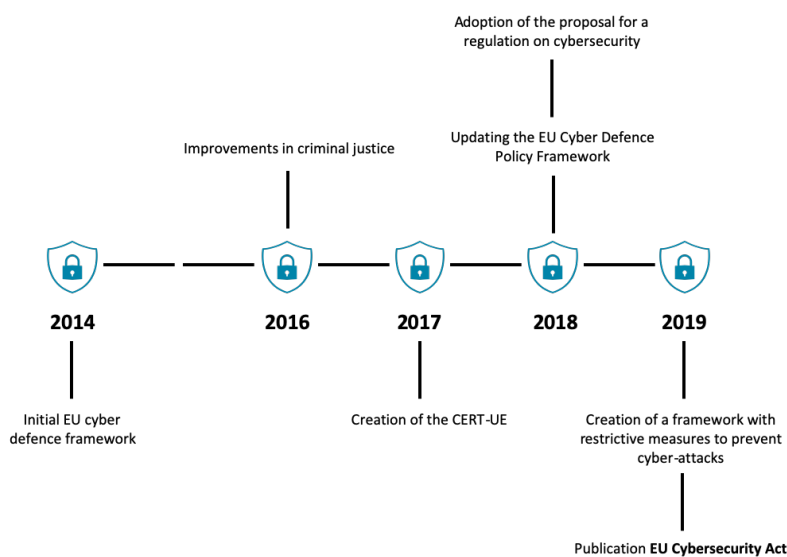 Adoption of the proposal for a
regulation on cybersecurity
Improvements in criminal justice
Updating the EU Cyber Defence
Policy Framework
2014
2016
2017
2018
2019
Initial EU cyber
defence framework
Creation of the CERT-UE
Creation of a framework with
restrictive measures to prevent
cyber-attacks
Publication EU Cybersecurity Act